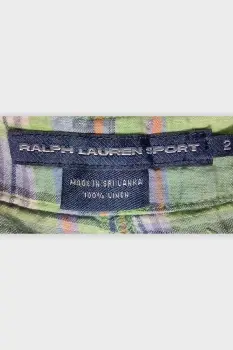 RALPH LAUREN SPORT
2
MADE IN SRI LANKA
100% LINEN